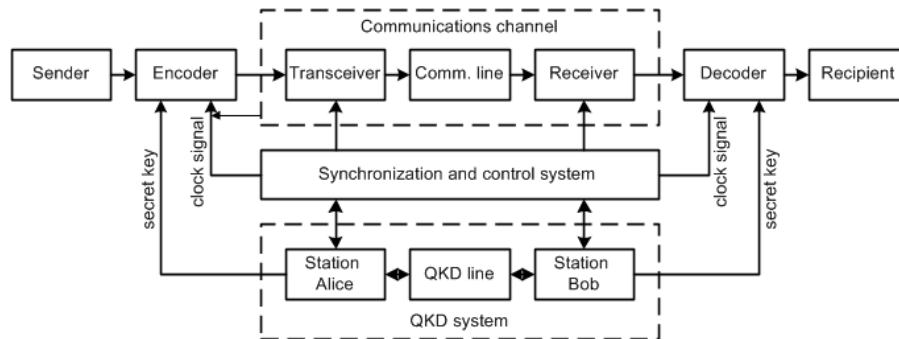 Communications channel
Sender
Encoder
Transceiver
Comm. line
Receiver
Decoder
Recipient
secret key
clock signal
Synchronization and control system
clock signal
secret key
Station
Alice
QKD line
Station
Bob
QKD system